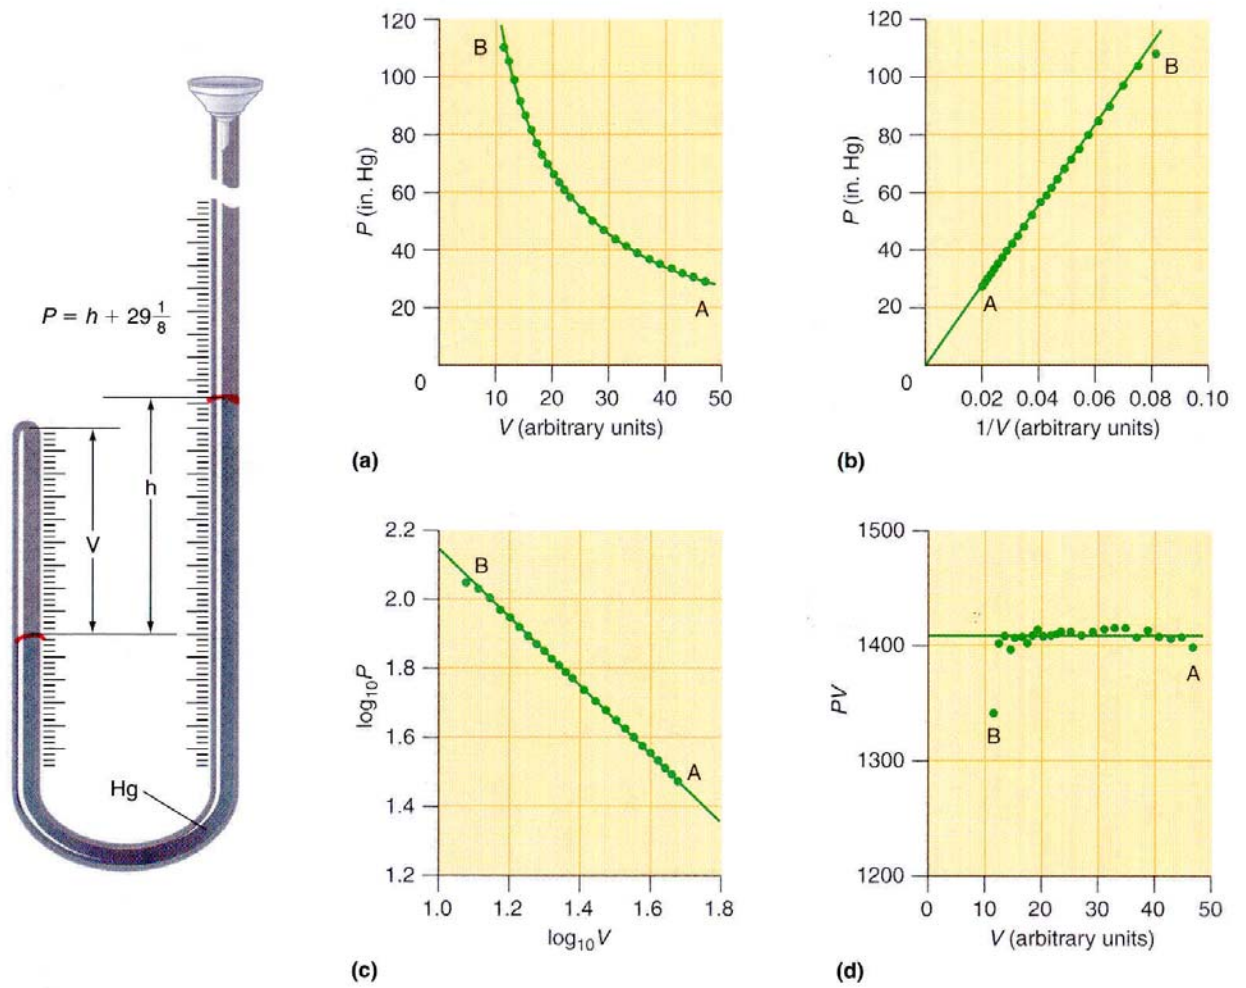 P = h + 29 1/8
h
V
Hg
120
100
80
60
40
20
0
P (in. Hg)
B
A
10 20 30 40 50
V (arbitrary units)
(a)
120
100
80
60
40
20
0
P (in. Hg)
B
A
0.02 0.04 0.06 0.08 0.10
1/V (arbitrary units)
(b)
2.2
2.0
1.8
1.6
1.4
1.2
log₁₀P
B
A
1.0 1.2 1.4 1.6 1.8
log₁₀V
(c)
1500
1400
1300
1200
PV
A
B
0 10 20 30 40 50
V (arbitrary units)
(d)